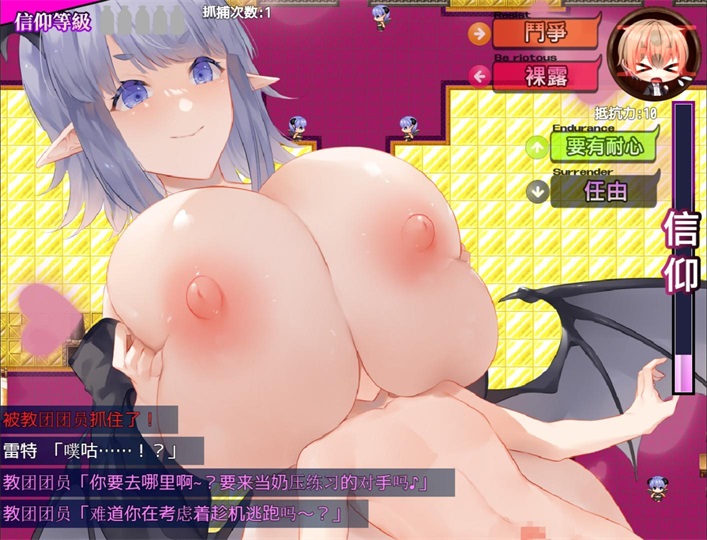 信仰等級
抓捕次数:1
Resist
鬥爭
Be riotous
裸露
抵抗力:10
Endurance
要有耐心
Surrender
任由
信仰
被教团团员抓住了！
雷特 「噗咕……！？」
教团团员「你要去哪里啊~？要来当奶压练习的对手吗♪」
教团团员「难道你在考虑着趁机逃跑吗～？」